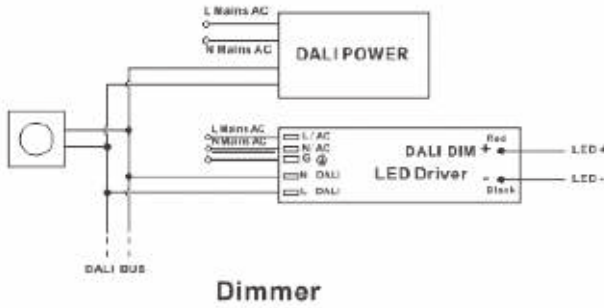 L Mains AC
N Mains AC
DALI POWER
L Mains AC
N Mains AC
L / AC
N / AC
G
N DALI
L DALI
DALI DIM
LED Driver
Red
+
-
Black
LED +
LED -
DALI BUS
Dimmer